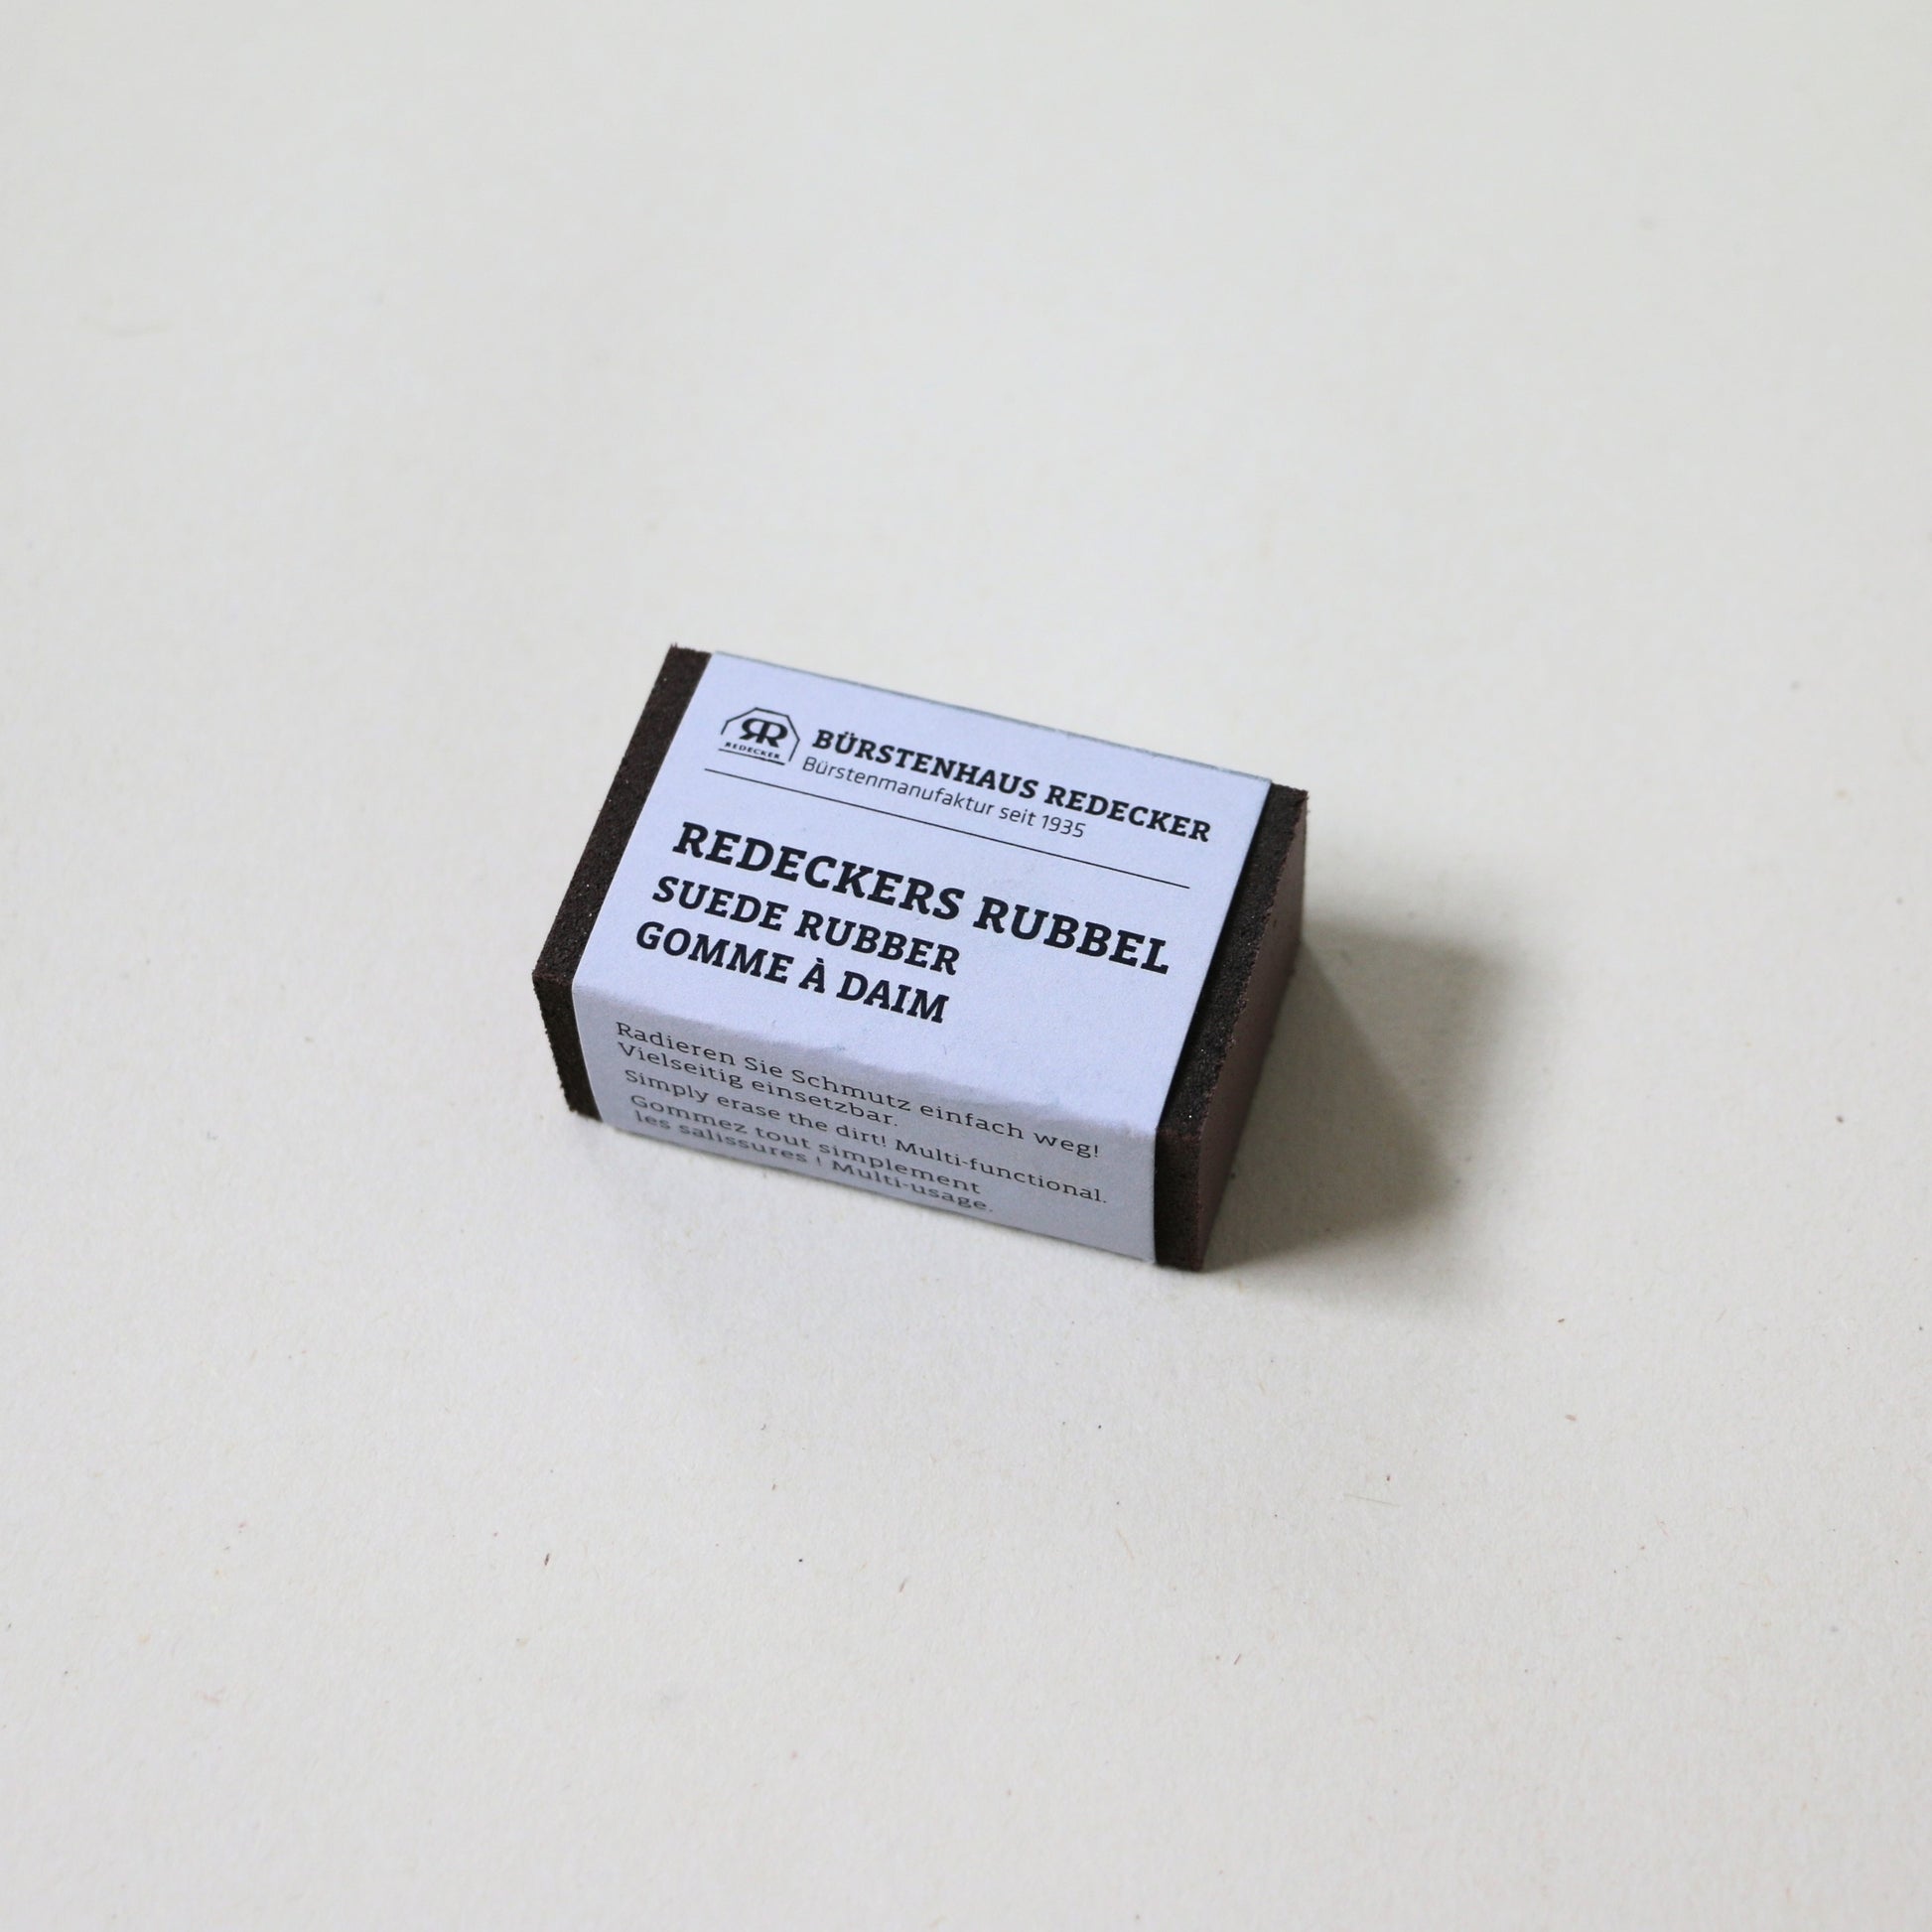 RR
REDECKER
BÜRSTENHAUS REDECKER
Bürstenmanufaktur seit 1935
REDECKERS RUBBEL
SUEDE RUBBER
GOMME À DAIM
Radieren Sie Schmutz einfach weg!
Vielseitig einsetzbar.
Simply erase the dirt! Multi-functional.
Gommez tout simplement
les salissures ! Multi-usage.